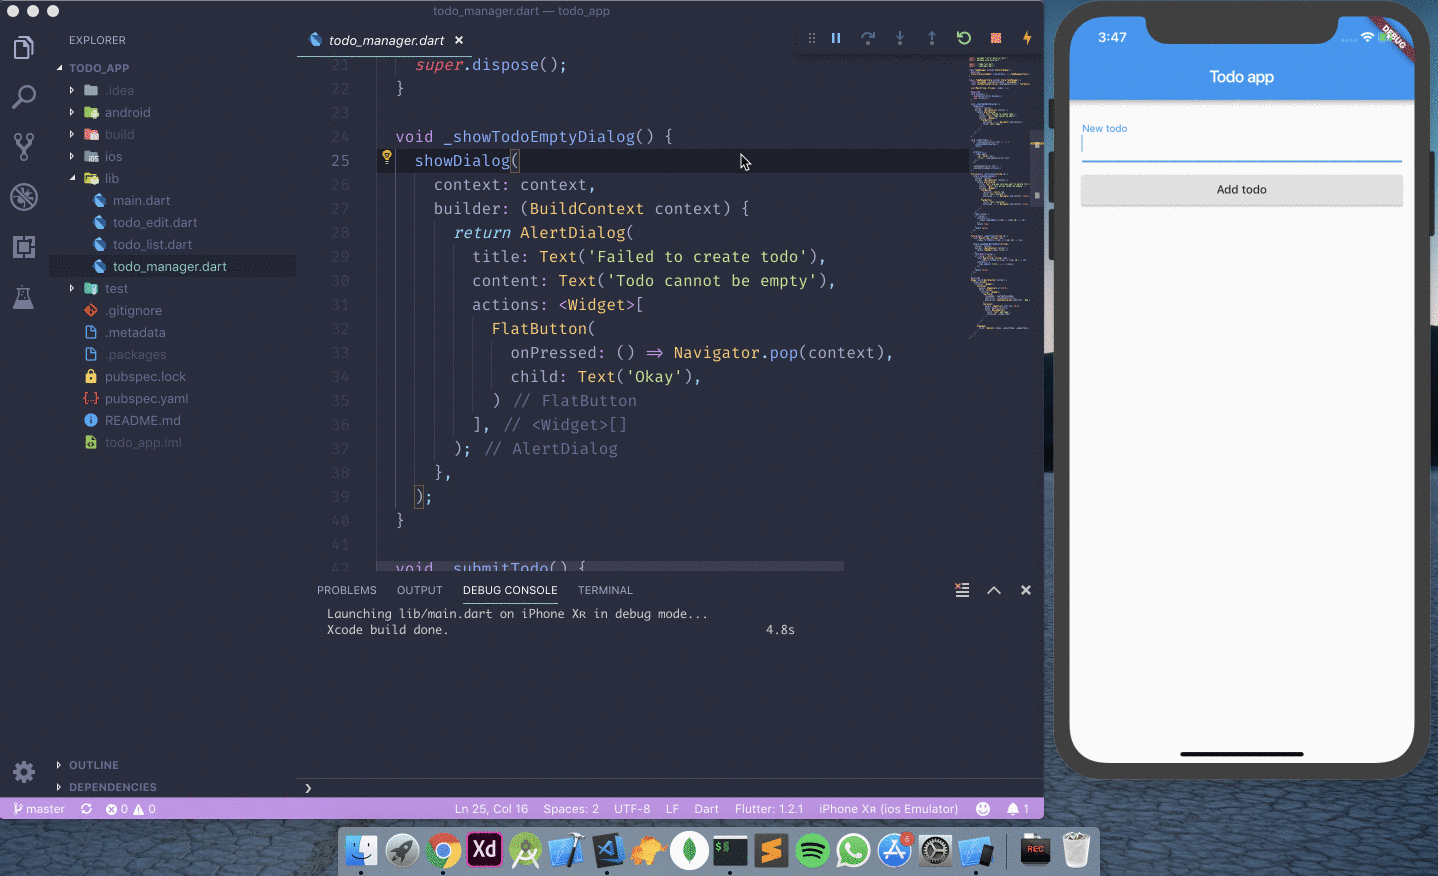 todo_manager.dart — todo_app
EXPLORER
TODO_APP
.idea
android
build
ios
lib
main.dart
todo_edit.dart
todo_list.dart
todo_manager.dart
test
.gitignore
.metadata
.packages
pubspec.lock
pubspec.yaml
README.md
todo_app.iml
OUTLINE
DEPENDENCIES
todo_manager.dart ×
21 super.dispose();
22 }
23
24 void _showTodoEmptyDialog() {
25 showDialog(
26 context: context,
27 builder: (BuildContext context) {
28 return AlertDialog(
29 title: Text('Failed to create todo'),
30 content: Text('Todo cannot be empty'),
31 actions: <Widget>[
32 FlatButton(
33 onPressed: () => Navigator.pop(context),
34 child: Text('Okay'),
35 ) // FlatButton
36 ], // <Widget>[]
37 ); // AlertDialog
38 },
39 );
40 }
41
42 void _submitTodo() {
PROBLEMS OUTPUT DEBUG CONSOLE TERMINAL
Launching lib/main.dart on iPhone Xʀ in debug mode...
Xcode build done. 4.8s
master 0 0 Ln 25, Col 16 Spaces: 2 UTF-8 LF Dart Flutter: 1.2.1 iPhone Xʀ (ios Emulator) 1
3:47
DEBUG
Todo app
New todo
Add todo
Xd
$
REC